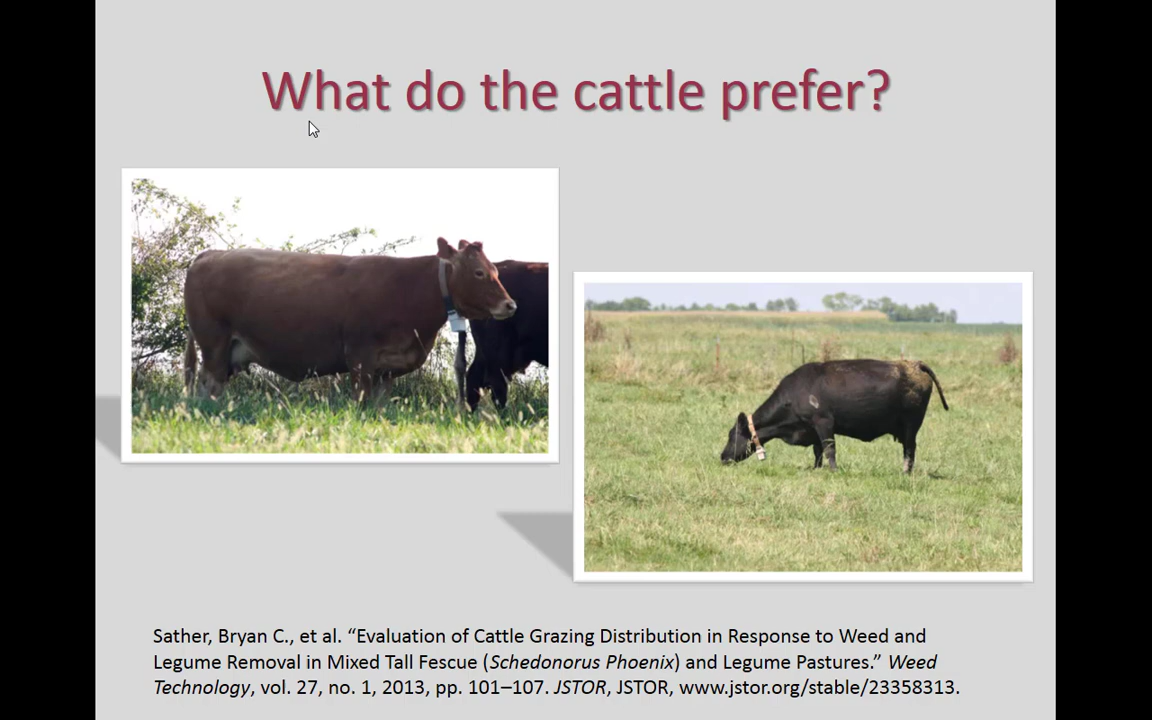 What do the cattle prefer?
Sather, Bryan C., et al. “Evaluation of Cattle Grazing Distribution in Response to Weed and
Legume Removal in Mixed Tall Fescue (Schedonorus Phoenix) and Legume Pastures.” Weed
Technology, vol. 27, no. 1, 2013, pp. 101–107. JSTOR, JSTOR, www.jstor.org/stable/23358313.